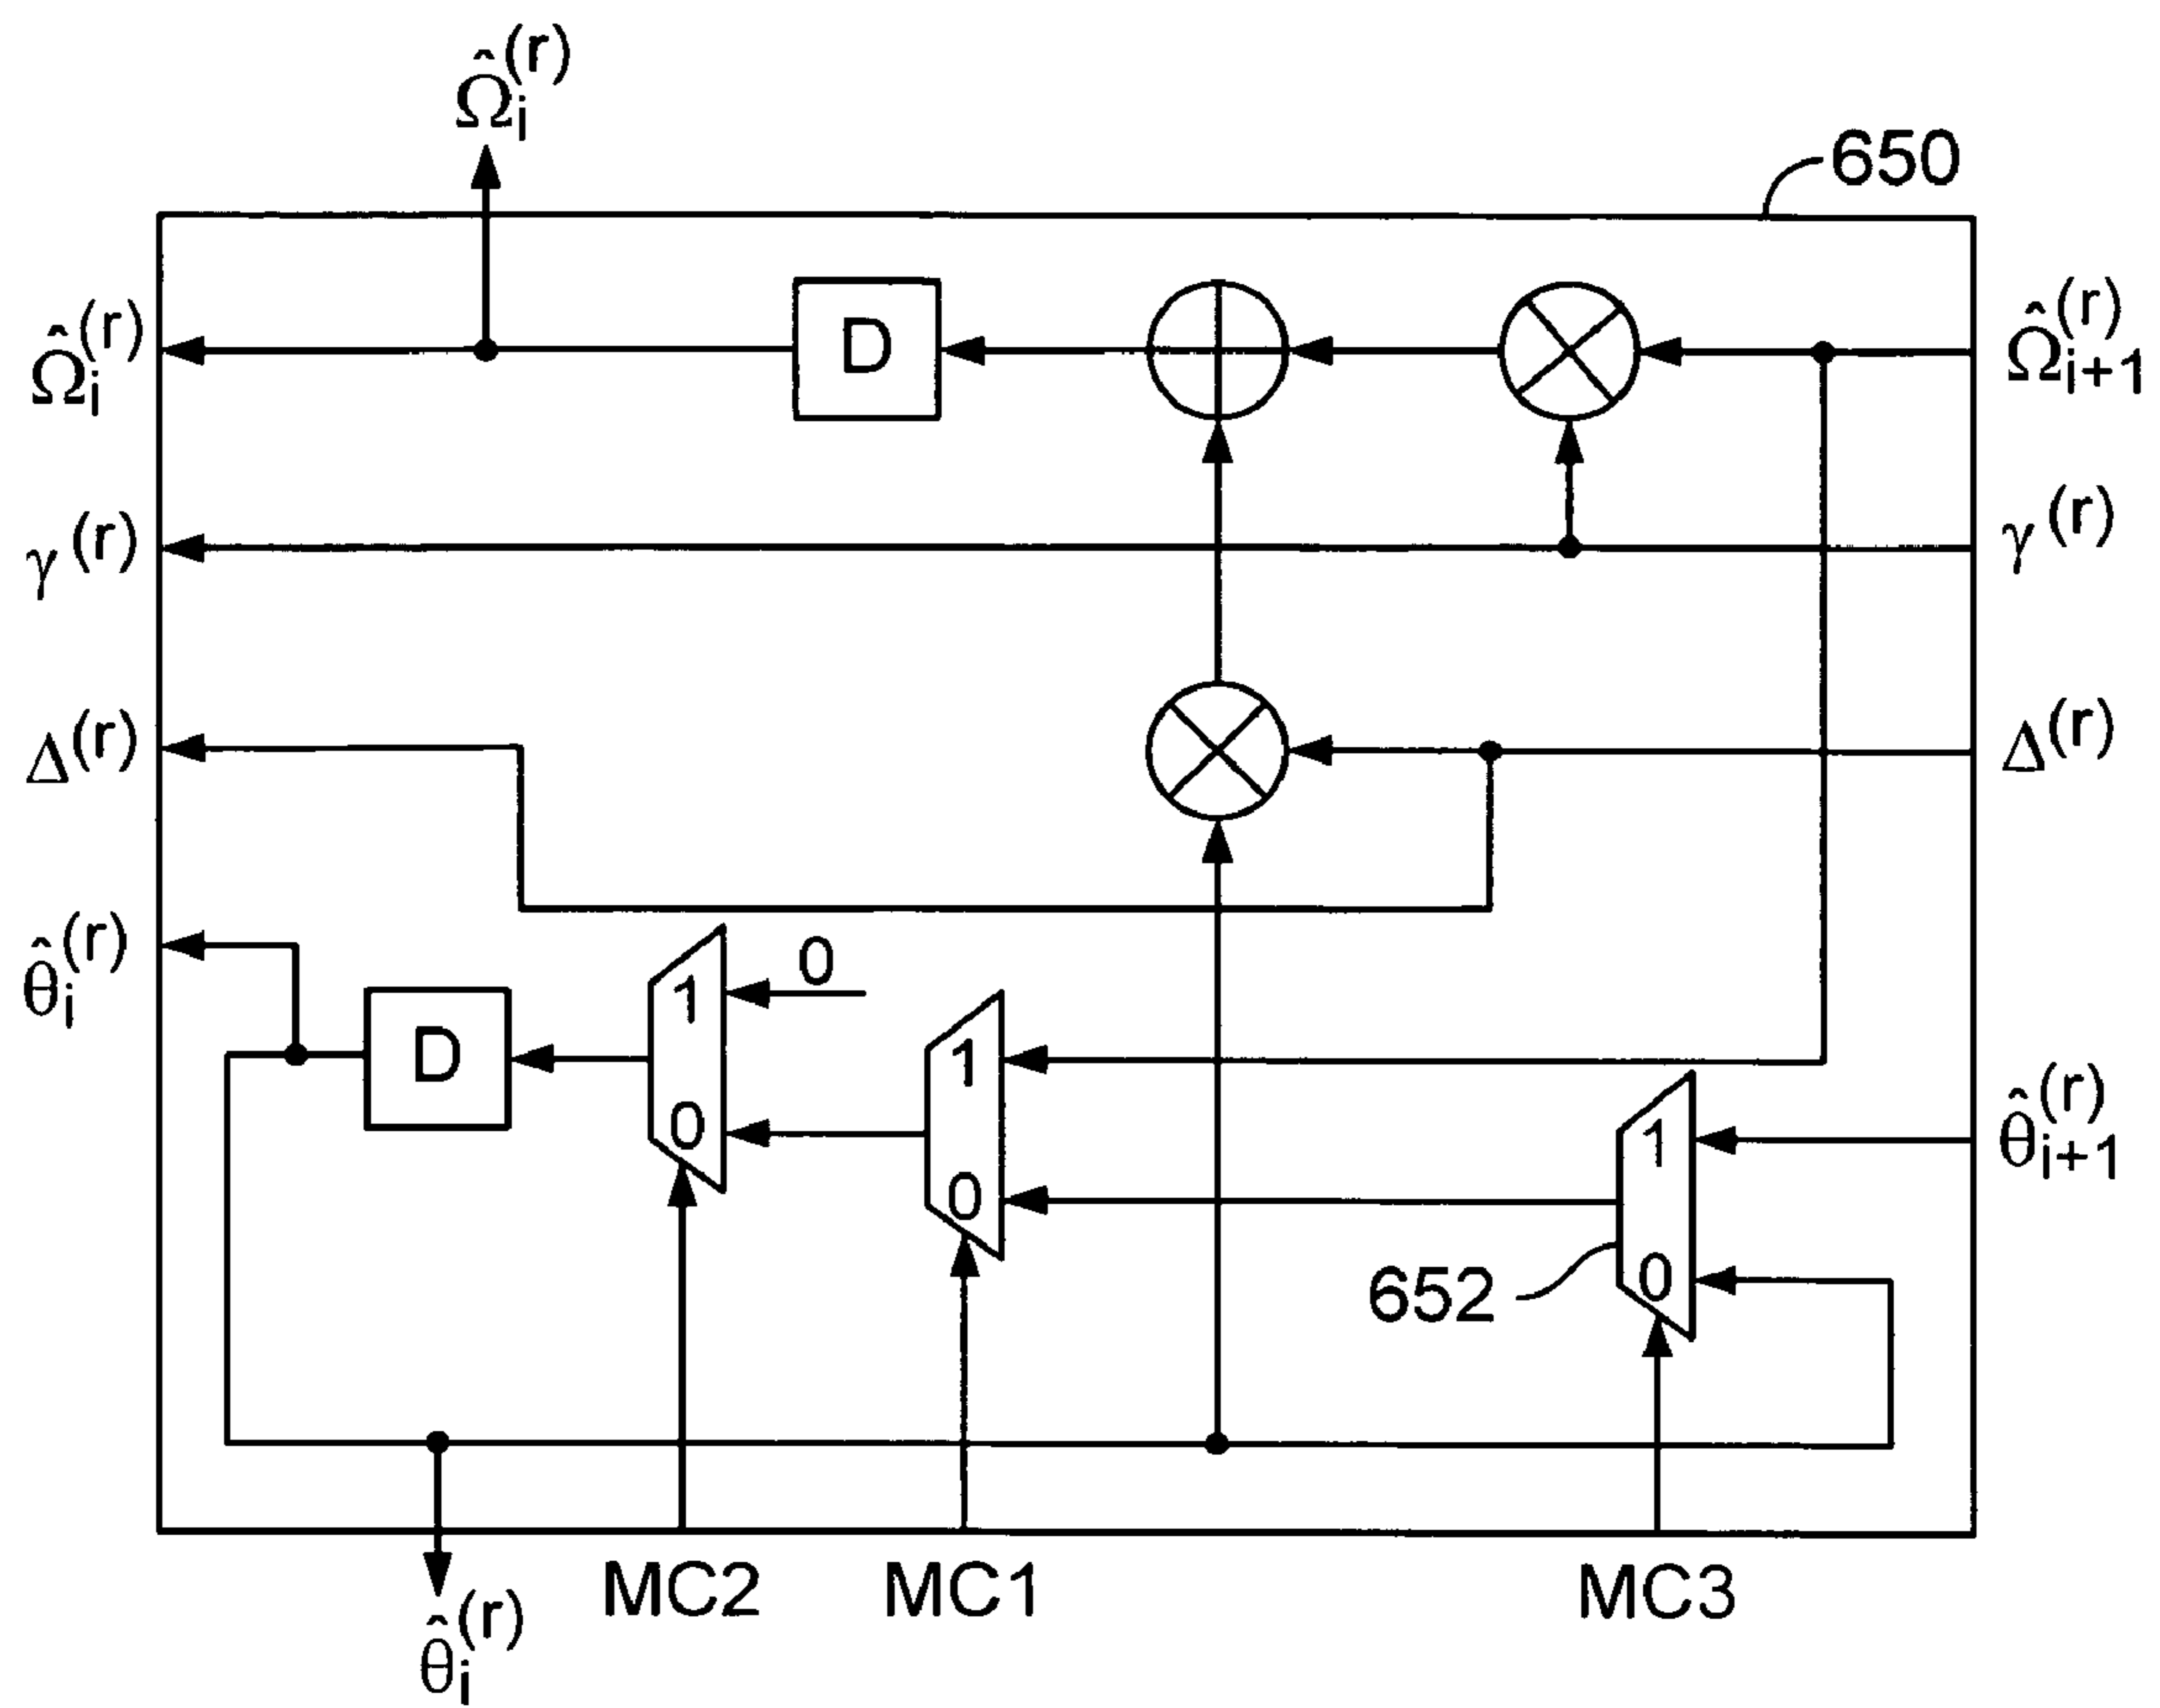 Ω̂i(r)
650
Ω̂i(r)
D
Ω̂i+1(r)
γ(r)
γ(r)
Δ(r)
Δ(r)
θ̂i(r)
0
1
D
1
0
θ̂i+1(r)
1
0
652
0
MC2
MC1
MC3
θ̂i(r)